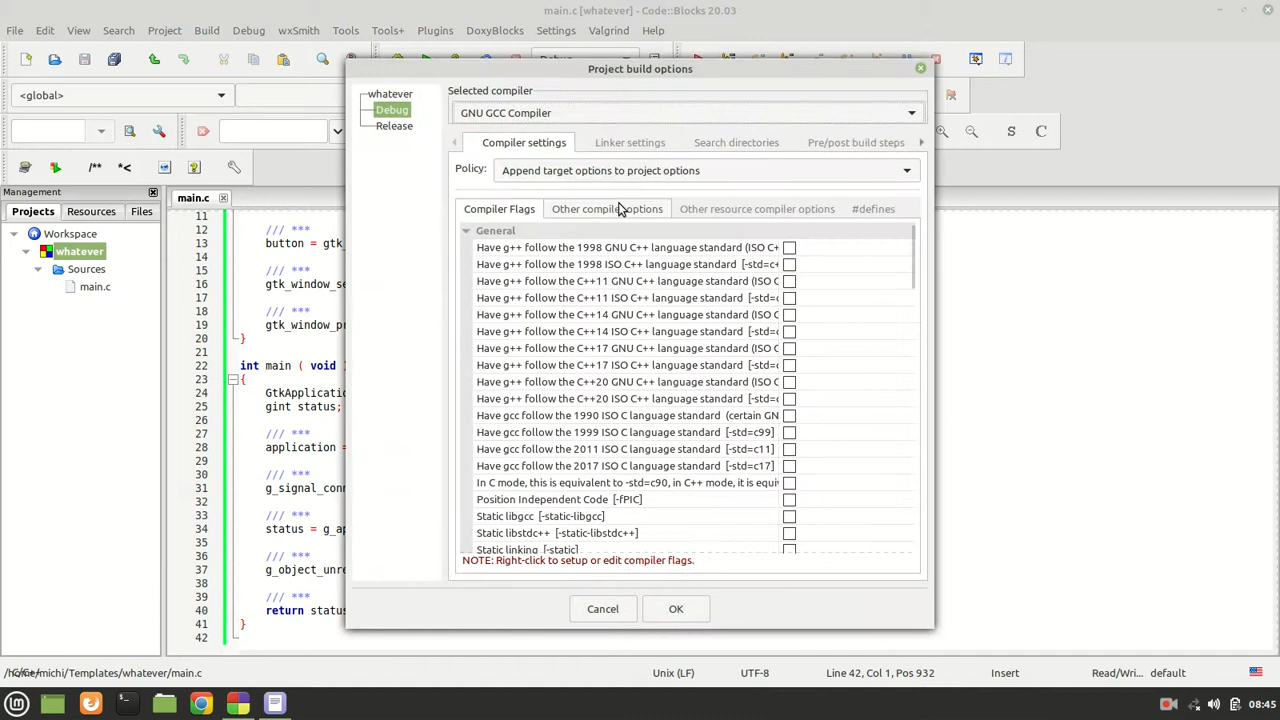 main.c [whatever] - Code::Blocks 20.03
File Edit View Search Project Build Debug wxSmith Tools Tools+ Plugins DoxyBlocks Settings Valgrind Help
Project build options
<global>
whatever
Debug
Release
Selected compiler
GNU GCC Compiler
Compiler settings Linker settings Search directories Pre/post build steps
Policy: Append target options to project options
Compiler Flags Other compiler options Other resource compiler options #defines
General
Have g++ follow the 1998 GNU C++ language standard (ISO C+
Have g++ follow the 1998 ISO C++ language standard [-std=c+
Have g++ follow the C++11 GNU C++ language standard (ISO C
Have g++ follow the C++11 ISO C++ language standard [-std=c
Have g++ follow the C++14 GNU C++ language standard (ISO C
Have g++ follow the C++14 ISO C++ language standard [-std=c
Have g++ follow the C++17 GNU C++ language standard (ISO C
Have g++ follow the C++17 ISO C++ language standard [-std=c
Have g++ follow the C++20 GNU C++ language standard (ISO C
Have g++ follow the C++20 ISO C++ language standard [-std=c
Have gcc follow the 1990 ISO C language standard (certain GN
Have gcc follow the 1999 ISO C language standard [-std=c99]
Have gcc follow the 2011 ISO C language standard [-std=c11]
Have gcc follow the 2017 ISO C language standard [-std=c17]
In C mode, this is equivalent to -std=c90, in C++ mode, it is equi
Position Independent Code [-fPIC]
Static libgcc [-static-libgcc]
Static libstdc++ [-static-libstdc++]
Static linking [-static]
NOTE: Right-click to setup or edit compiler flags.
Cancel OK
S C
/** *<
Management
Projects Resources Files
Workspace
whatever
Sources
main.c
main.c
11
12 /// ***
13 button = gtk_
14
15 /// ***
16 gtk_window_se
17
18 /// ***
19 gtk_window_pr
20 }
21
22 int main ( void )
23 {
24 GtkApplicatio
25 gint status;
26
27 /// ***
28 application =
29
30 /// ***
31 g_signal_conn
32
33 /// ***
34 status = g_ap
35
36 /// ***
37 g_object_unre
38
39 /// ***
40 return status
41 }
42
/home/michi/Templates/whatever/main.c Unix (LF) UTF-8 Line 42, Col 1, Pos 932 Insert Read/Wri... default
08:45